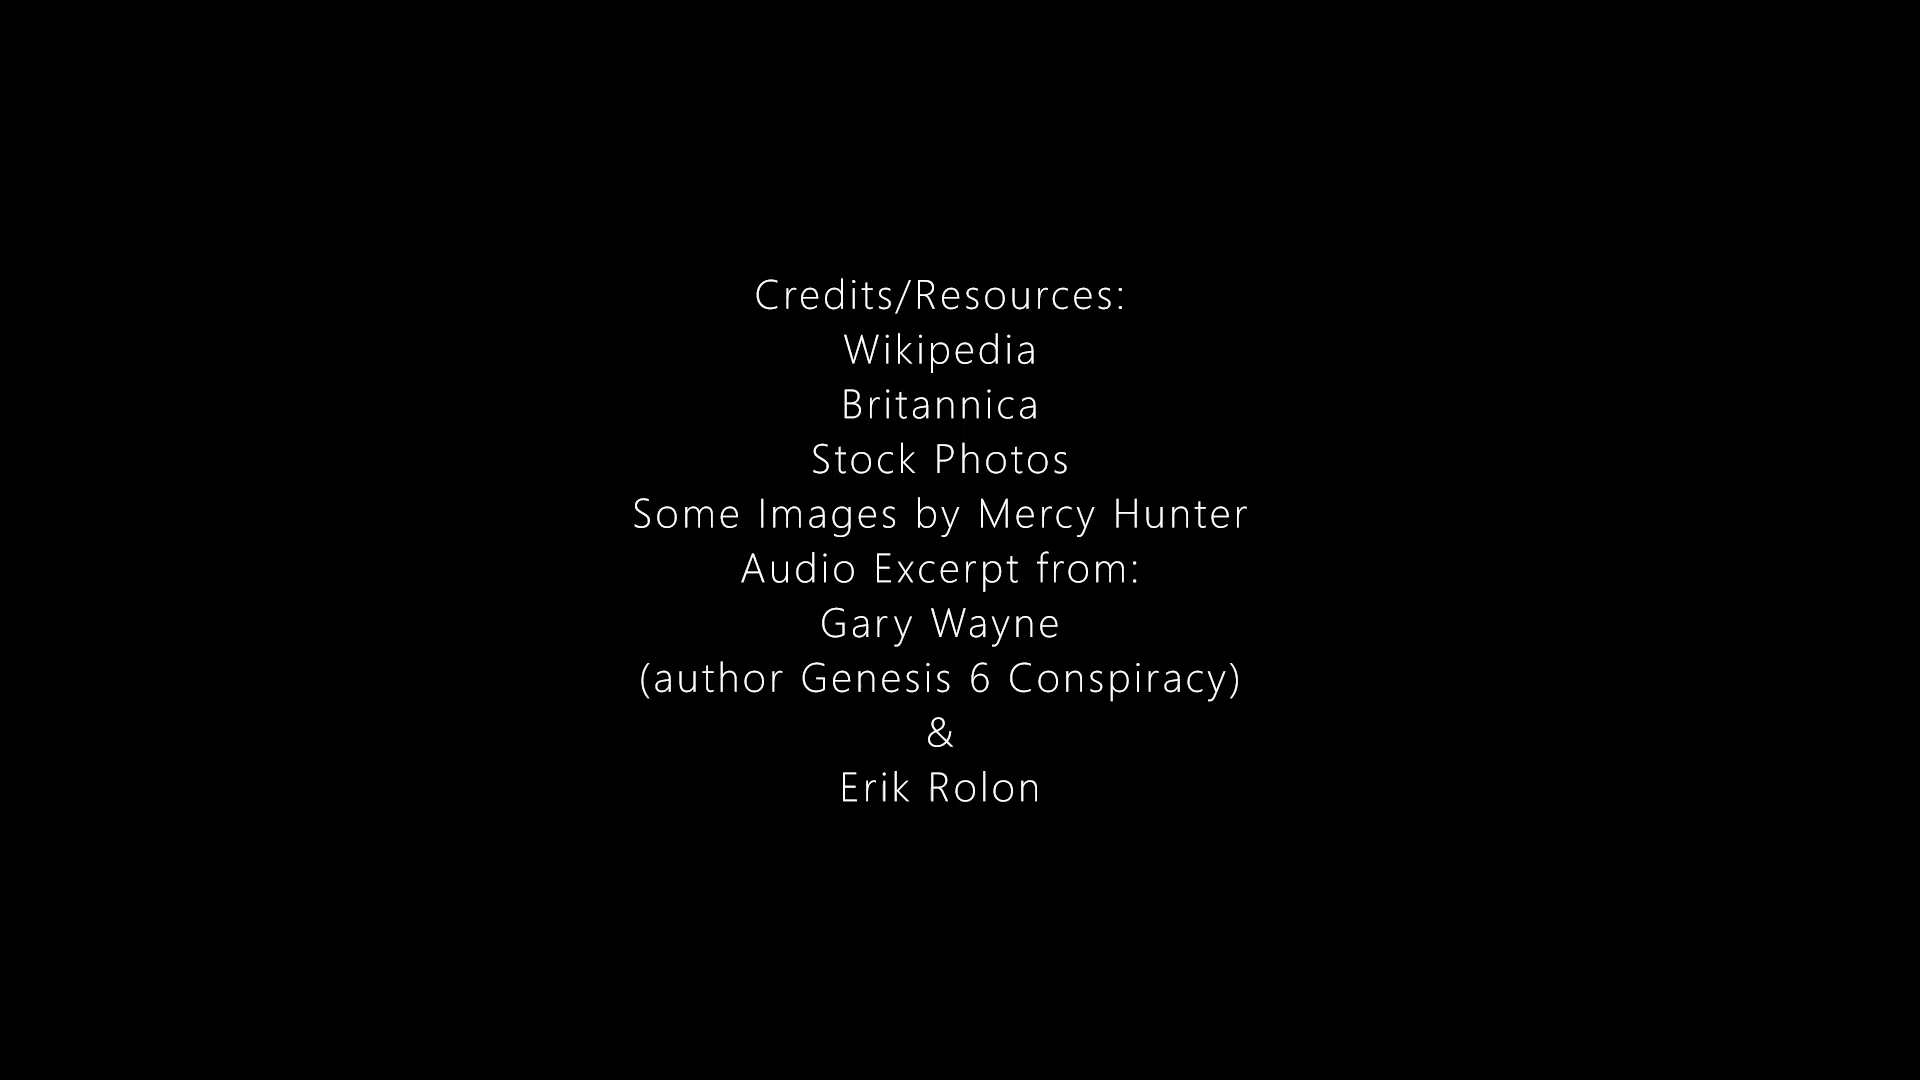 Credits/Resources:
Wikipedia
Britannica
Stock Photos
Some Images by Mercy Hunter
Audio Excerpt from:
Gary Wayne
(author Genesis 6 Conspiracy)
&
Erik Rolon